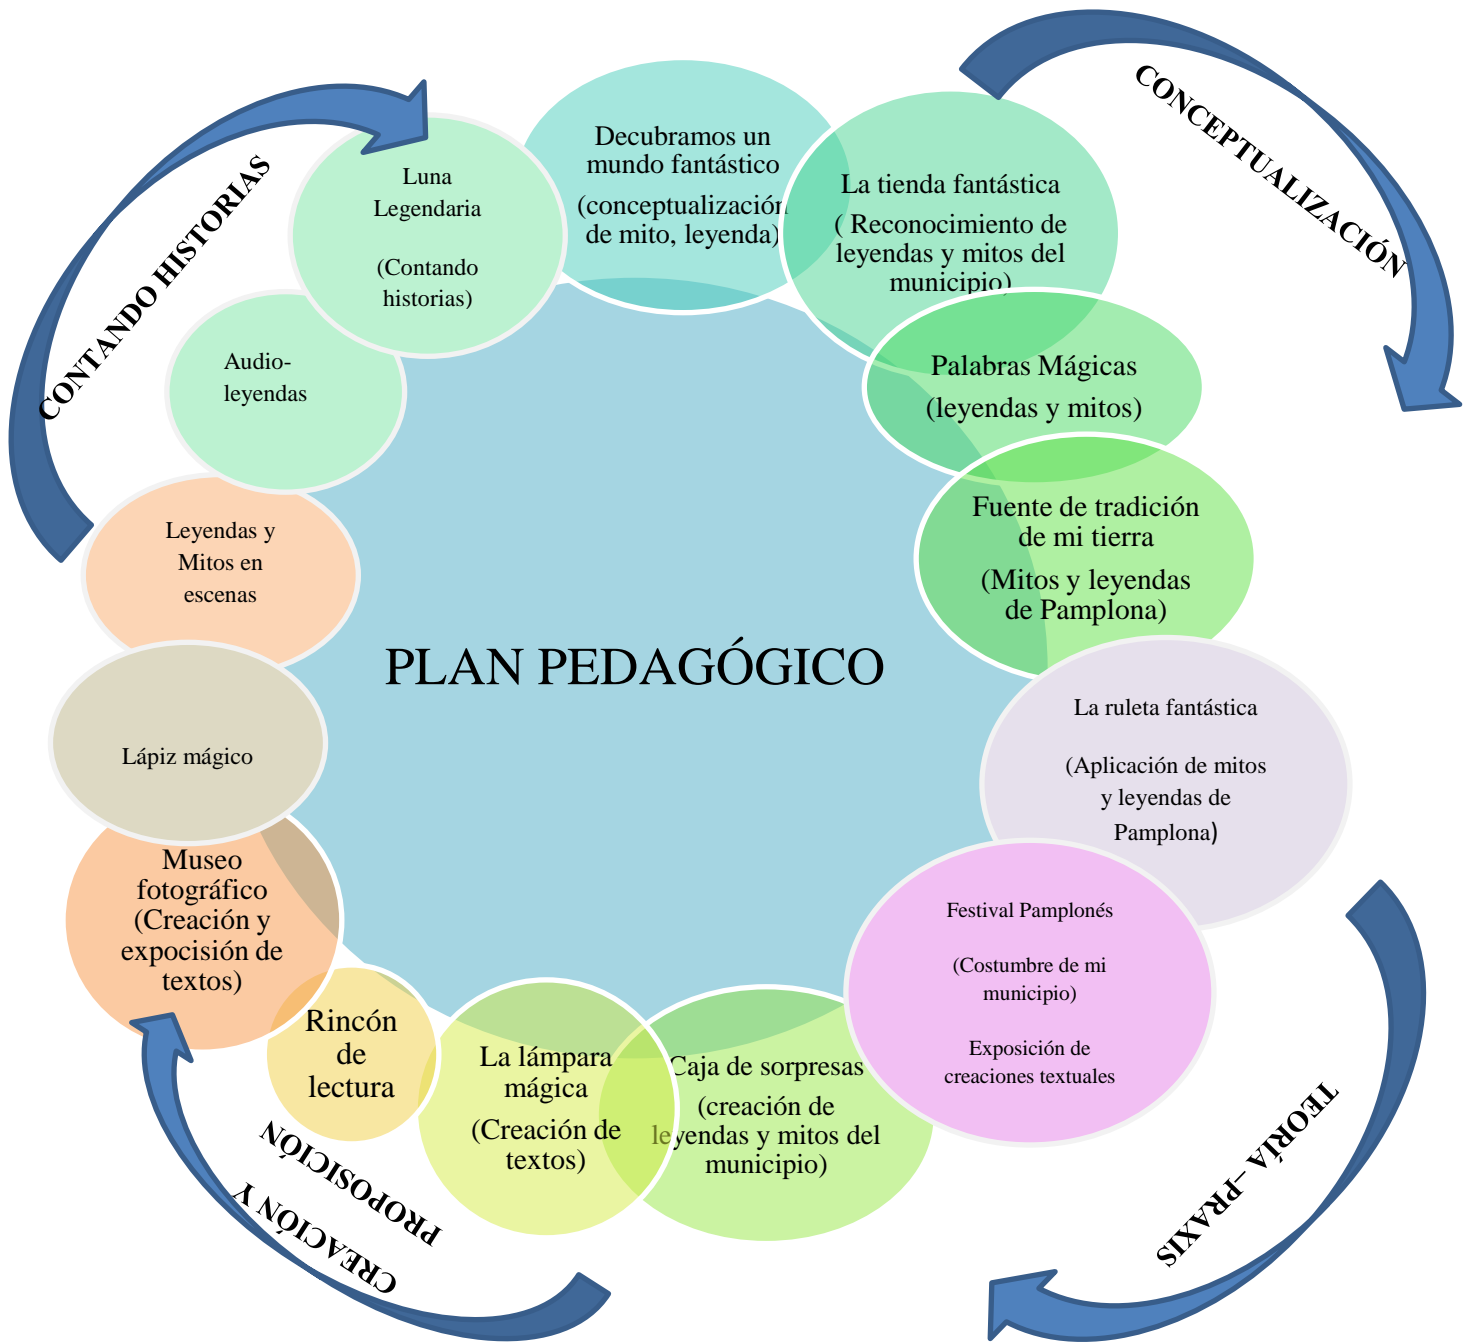 CONCEPTUALIZACIÓN
Decubramos un
mundo fantástico
(conceptualización
de mito, leyenda)
La tienda fantástica
( Reconocimiento de
leyendas y mitos del
municipio)
Palabras Mágicas
(leyendas y mitos)
Fuente de tradición
de mi tierra
(Mitos y leyendas
de Pamplona)
La ruleta fantástica
(Aplicación de mitos
y leyendas de
Pamplona)
TEORÍA – PRAXIS
Festival Pamplonés
(Costumbre de mi
municipio)
Exposición de
creaciones textuales
Caja de sorpresas
(creación de
leyendas y mitos del
municipio)
La lámpara
mágica
(Creación de
textos)
CREACIÓN Y
PROPOSICIÓN
Rincón
de
lectura
Museo
fotográfico
(Creación y
expocisión de
textos)
Lápiz mágico
Leyendas y
Mitos en
escenas
CONTANDO HISTORIAS
Audio-
leyendas
Luna
Legendaria
(Contando
historias)
PLAN PEDAGÓGICO